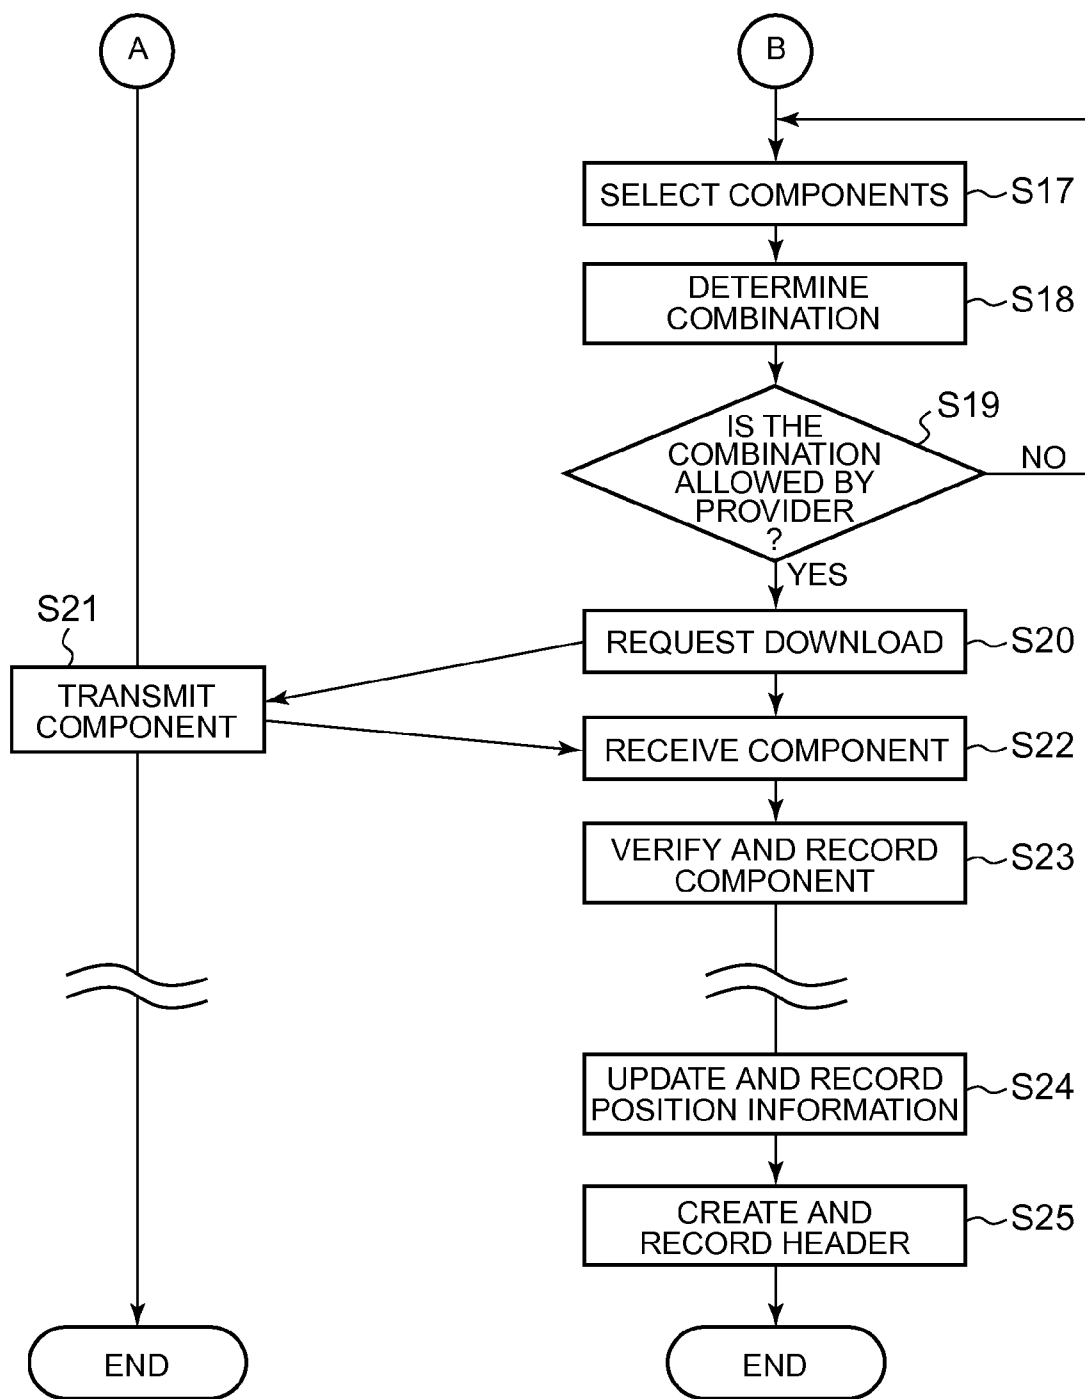 A
B
SELECT COMPONENTS
S17
DETERMINE
COMBINATION
S18
S19
IS THE
COMBINATION
ALLOWED BY
PROVIDER
?
NO
YES
S21
TRANSMIT
COMPONENT
REQUEST DOWNLOAD
S20
RECEIVE COMPONENT
S22
VERIFY AND RECORD
COMPONENT
S23
UPDATE AND RECORD
POSITION INFORMATION
S24
CREATE AND
RECORD HEADER
S25
END
END